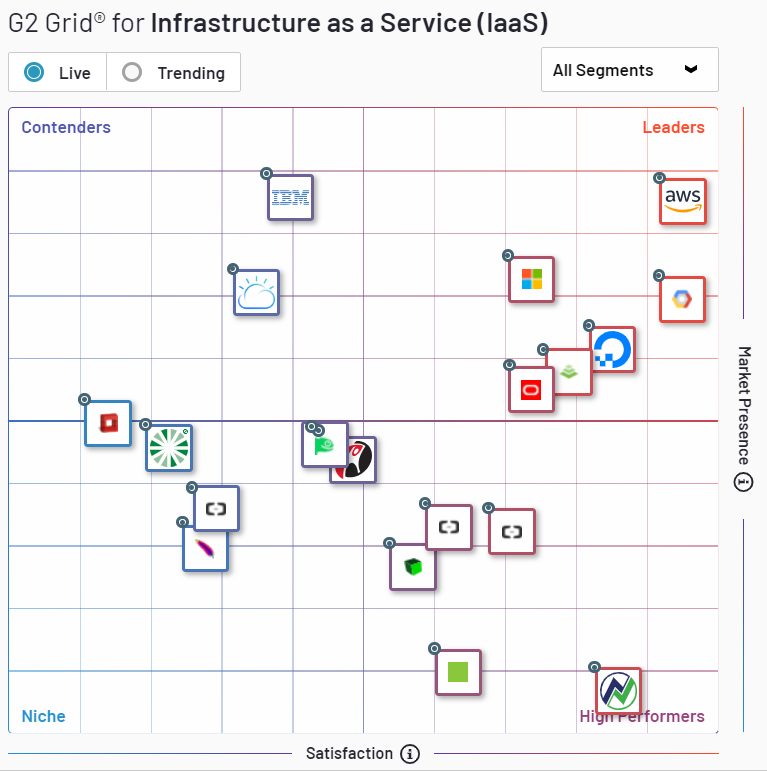 G2 Grid® for Infrastructure as a Service (IaaS)
Live
Trending
All Segments
Contenders
Leaders
IBM
aws
Market Presence
Niche
High Performers
Satisfaction